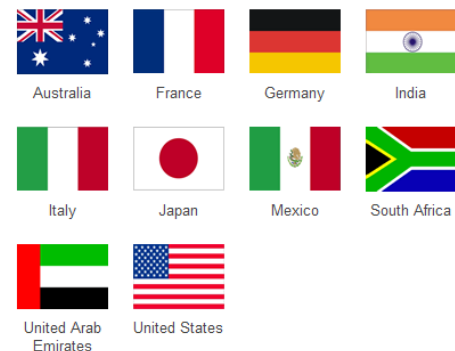 Australia
France
Germany
India
Italy
Japan
Mexico
South Africa
United Arab
Emirates
United States